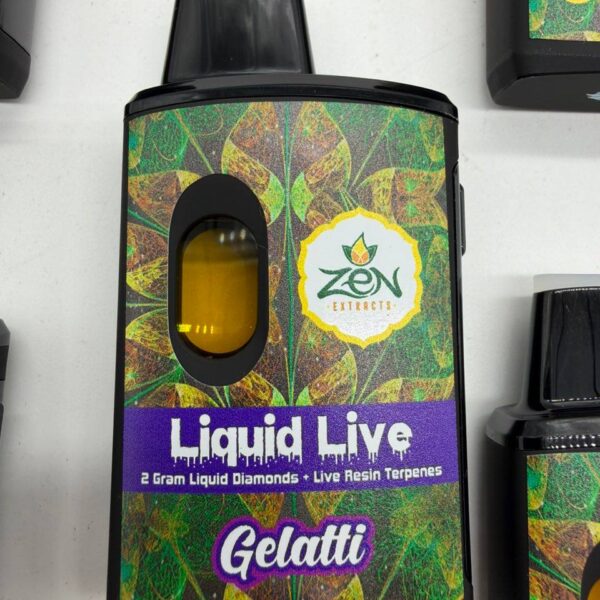 Zen
EXTRACTS
Liquid Live
2 Gram Liquid Diamonds + Live Resin Terpenes
Gelatti